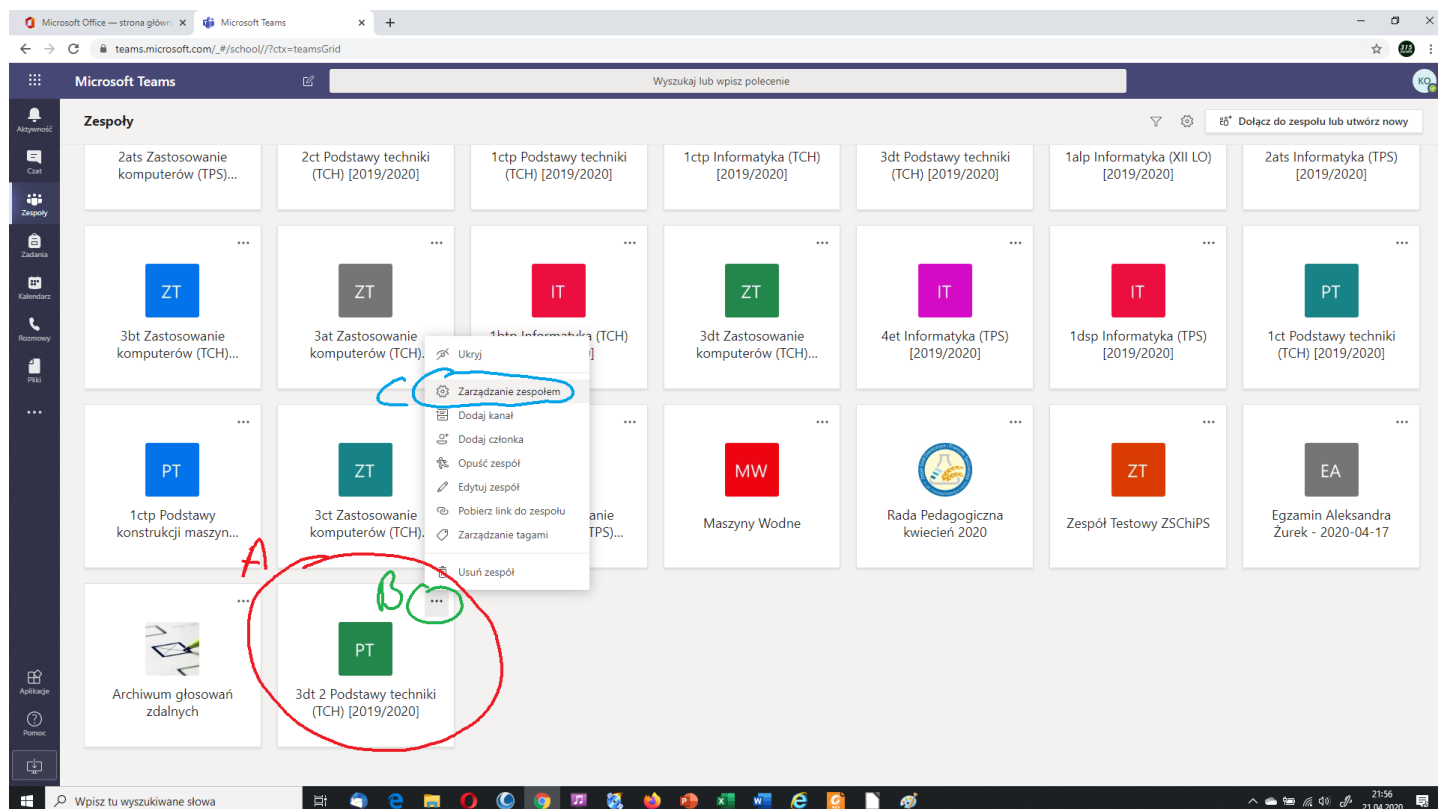 Microsoft Office — strona główn
Microsoft Teams
teams.microsoft.com/_#/school//?ctx=teamsGrid
Microsoft Teams
Wyszukaj lub wpisz polecenie
KO
Aktywność
Czat
Zespoły
Zadania
Kalendarz
Rozmowy
Pliki
Aplikacje
Pomoc
Zespoły
Dołącz do zespołu lub utwórz nowy
2ats Zastosowanie
komputerów (TPS)...
2ct Podstawy techniki
(TCH) [2019/2020]
1ctp Podstawy techniki
(TCH) [2019/2020]
1ctp Informatyka (TCH)
[2019/2020]
3dt Podstawy techniki
(TCH) [2019/2020]
1alp Informatyka (XII LO)
[2019/2020]
2ats Informatyka (TPS)
[2019/2020]
ZT
3bt Zastosowanie
komputerów (TCH)...
ZT
3at Zastosowanie
komputerów (TCH).
IT
1btp Informatyka (TCH)
]
ZT
3dt Zastosowanie
komputerów (TCH)...
IT
4et Informatyka (TPS)
[2019/2020]
IT
1dsp Informatyka (TPS)
[2019/2020]
PT
1ct Podstawy techniki
(TCH) [2019/2020]
Ukryj
C
Zarządzanie zespołem
Dodaj kanał
Dodaj członka
Opuść zespół
Edytuj zespół
Pobierz link do zespołu
Zarządzanie tagami
Usuń zespół
PT
1ctp Podstawy
konstrukcji maszyn...
ZT
3ct Zastosowanie
komputerów (TCH).
anie
TPS)...
MW
Maszyny Wodne
Rada Pedagogiczna
kwiecień 2020
ZT
Zespół Testowy ZSChiPS
EA
Egzamin Aleksandra
Żurek - 2020-04-17
A
B
Archiwum głosowań
zdalnych
PT
3dt 2 Podstawy techniki
(TCH) [2019/2020]
Wpisz tu wyszukiwane słowa
21:56
21.04.2020